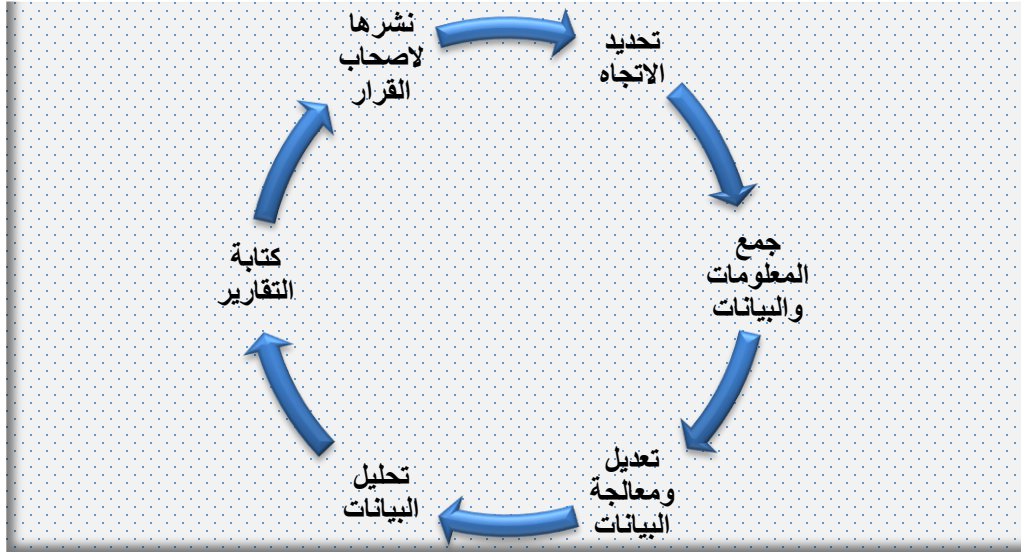 نشرها
لاصحاب
القرار
تحديد
الاتجاه
جمع
المعلومات
والبيانات
تعديل
ومعالجة
البيانات
تحليل
البيانات
كتابة
التقارير